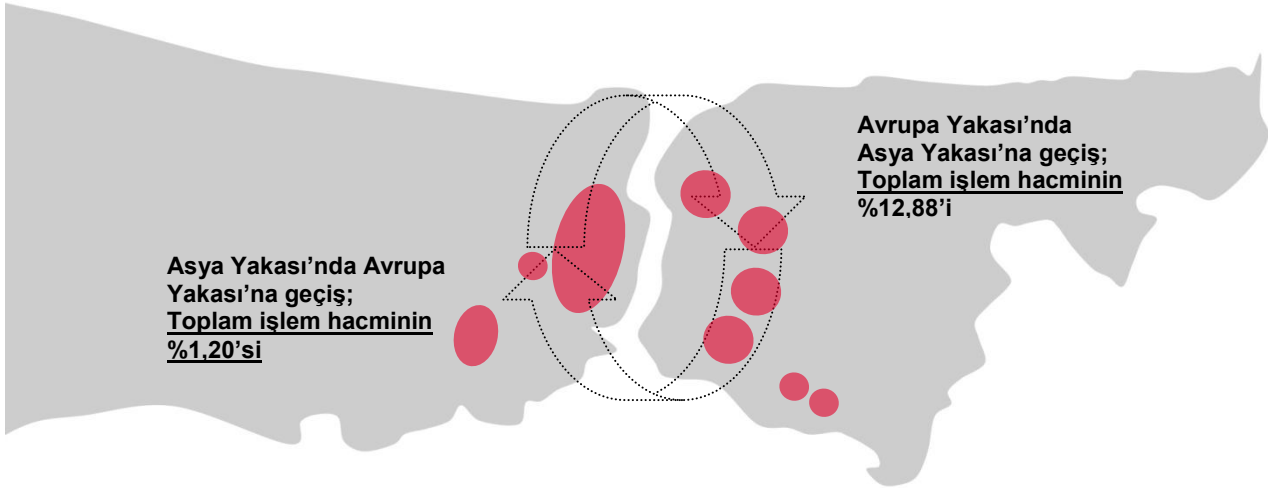 Asya Yakası’nda Avrupa
Yakası’na geçiş;
Toplam işlem hacminin
%1,20’si
Avrupa Yakası’nda
Asya Yakası’na geçiş;
Toplam işlem hacminin
%12,88’i